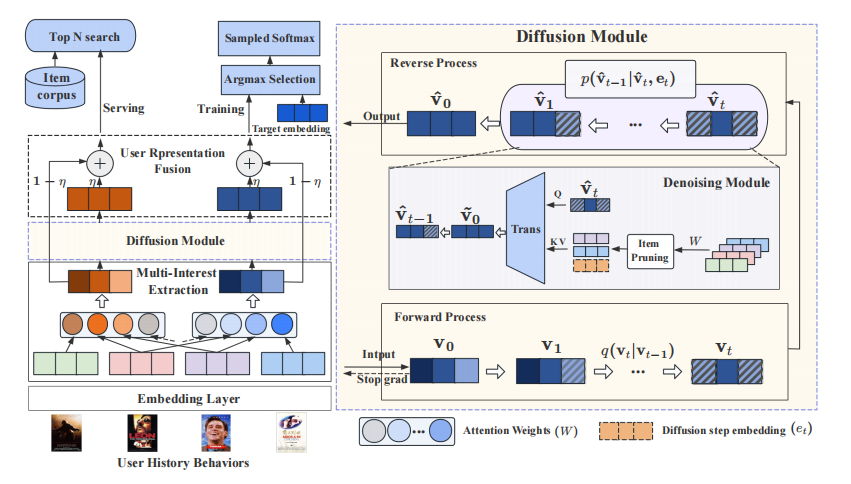 Top N search
Item
corpus
Serving
Sampled Softmax
Argmax Selection
Training
Target embedding
User Rpresentation
Fusion
1 − η
η
η
1 − η
Diffusion Module
Multi-Interest
Extraction
Embedding Layer
User History Behaviors
Diffusion Module
Reverse Process
p(v̂ₜ₋₁|v̂ₜ, eₜ)
Output
v̂₀
v̂₁
...
v̂ₜ
Denoising Module
v̂ₜ₋₁
ṽ₀
Trans
Q
v̂ₜ
KV
Item
Pruning
W
Forward Process
Intput
Stop grad
v₀
v₁
q(vₜ|vₜ₋₁)
...
vₜ
... Attention Weights (W)
Diffusion step embedding (eₜ)